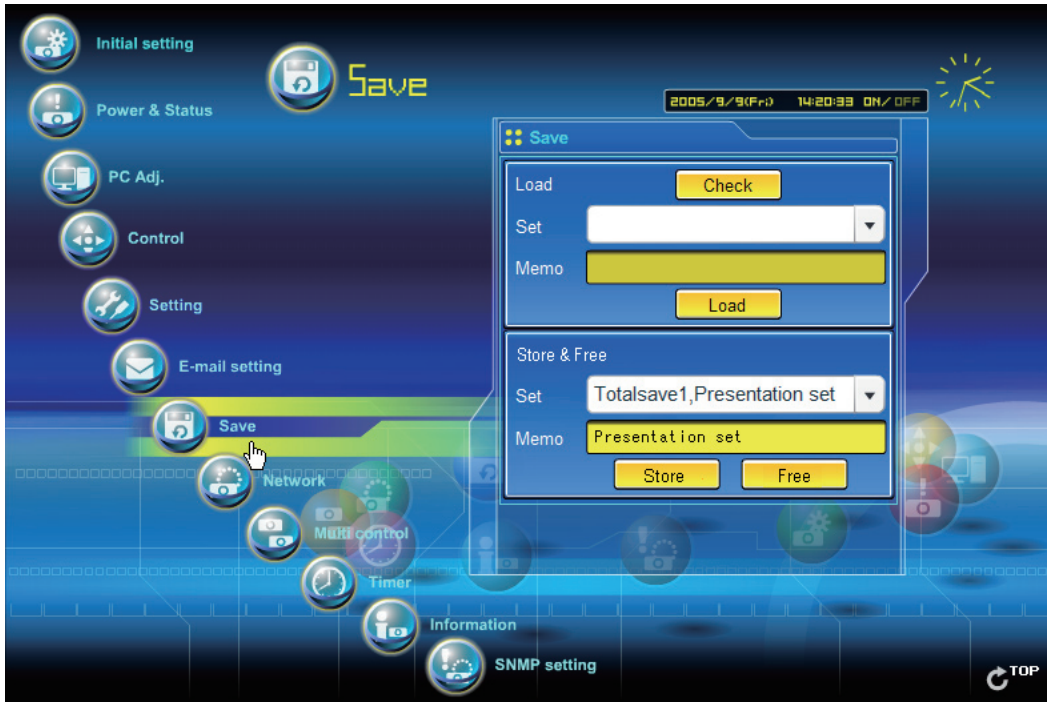 Initial setting
Power & Status
PC Adj.
Control
Setting
E-mail setting
Save
Network
Multi control
Timer
Information
SNMP setting
Save
2005/9/9(Fri) 14:20:33 ON/OFF
Save
Load Check
Set
Memo
Load
Store & Free
Set Totalsave1,Presentation set
Memo Presentation set
Store Free
TOP